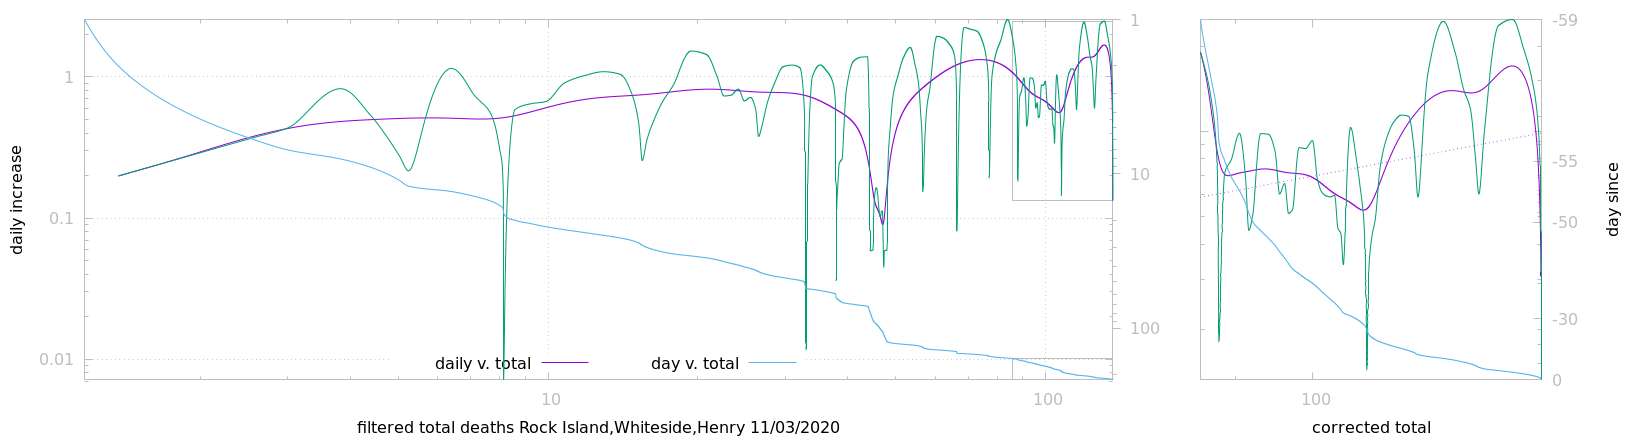 1
0.1
0.01
daily increase
daily v. total
day v. total
10
100
1
10
100
filtered total deaths Rock Island,Whiteside,Henry 11/03/2020
-59
-55
-50
-30
0
day since
100
corrected total